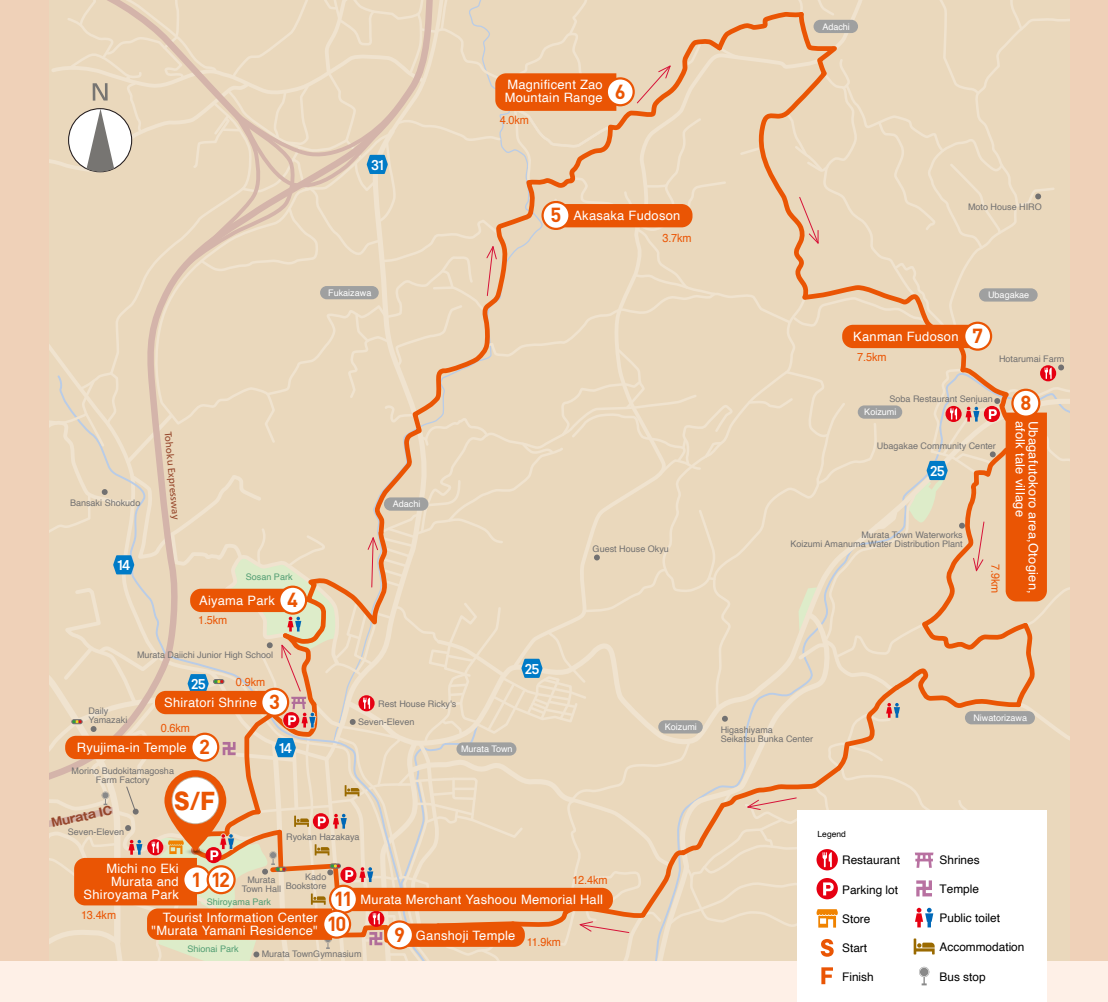 Adachi
N
Magnificent Zao
Mountain Range
6
4.0km
31
5
Akasaka Fudoson
3.7km
Moto House HIRO
Fukaizawa
Ubagakae
Kanman Fudoson
7
7.5km
Hotarumai Farm
Soba Restaurant Senjuan
8
Koizumi
P
Ubagafutokoro area,Otogien,
afolk tale village
Ubagakae Community Center
25
Tohoku Expressway
Bansaki Shokudo
Adachi
Murata Town Waterworks
Koizumi Amanuma Water Distribution Plant
Guest House Okyu
14
7.9km
Sosan Park
Aiyama Park
4
1.5km
Murata Daiichi Junior High School
25
0.9km
25
Shiratori Shrine
3
P
Rest House Ricky's
Seven-Eleven
Daily
Yamazaki
0.6km
Ryujima-in Temple
2
14
Murata Town
Koizumi
Higashiyama
Seikatsu Bunka Center
Niwatorizawa
Morino Budokitamagosha
Farm Factory
S/F
Murata IC
Seven-Eleven
P
P
Ryokan Hazakaya
Michi no Eki
Murata and
Shiroyama Park
1
12
13.4km
Murata
Town Hall
Kado
Bookstore
P
Shiroyama Park
11
Murata Merchant Yashoou Memorial Hall
12.4km
Tourist Information Center
"Murata Yamani Residence"
10
9
Ganshoji Temple
11.9km
Shionai Park
Murata TownGymnasium
Legend
Restaurant
Shrines
P
Parking lot
Temple
Store
Public toilet
S
Start
Accommodation
F
Finish
Bus stop